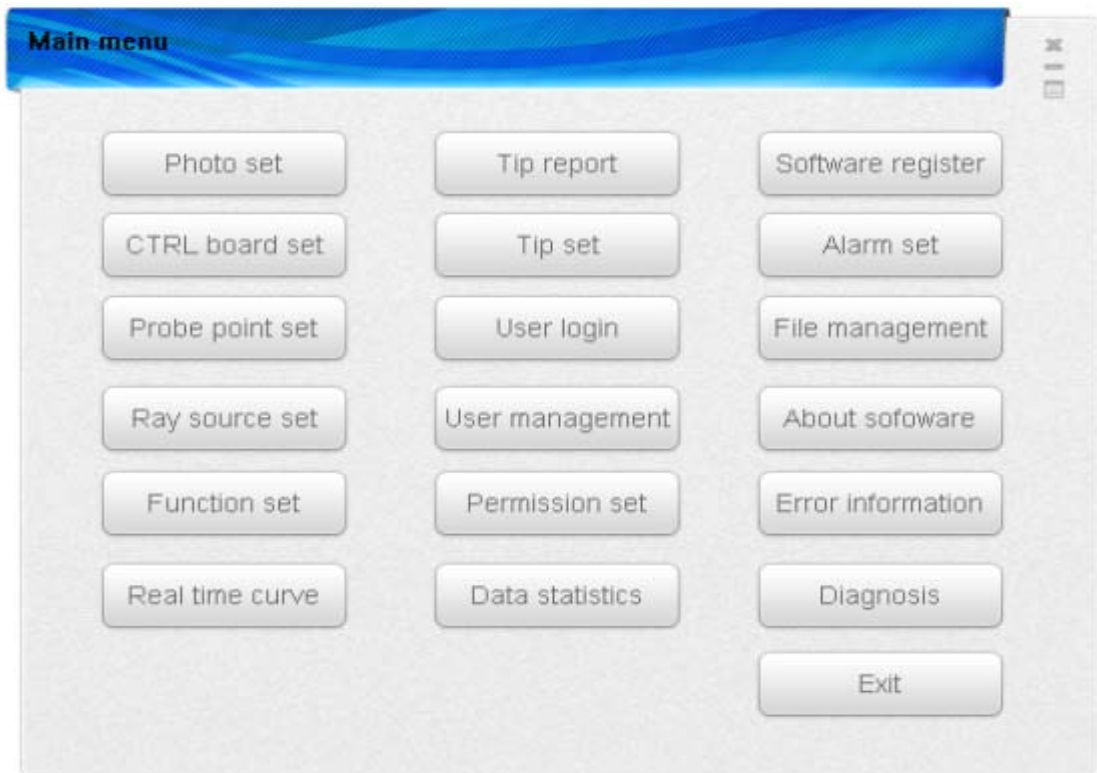 Main menu
Photo set
Tip report
Software register
CTRL board set
Tip set
Alarm set
Probe point set
User login
File management
Ray source set
User management
About sofoware
Function set
Permission set
Error information
Real time curve
Data statistics
Diagnosis
Exit